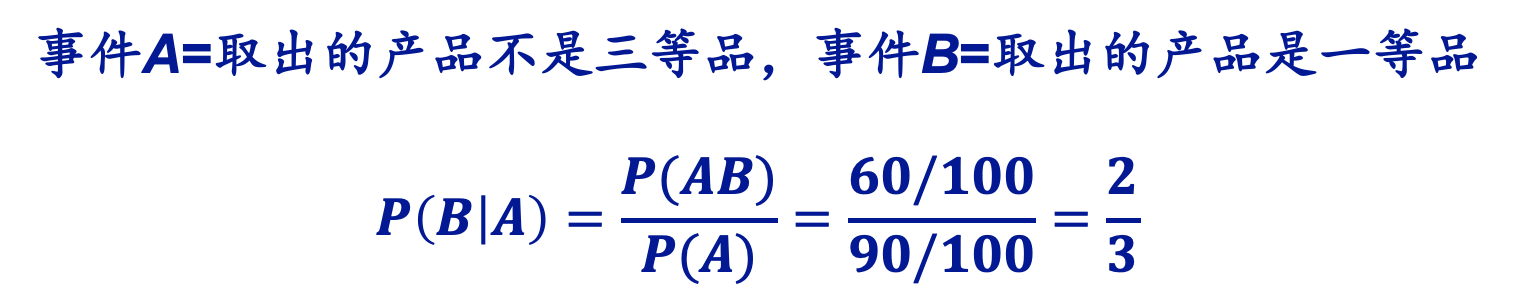 事件A=取出的产品不是三等品，事件B=取出的产品是一等品
P(B|A) = P(AB)/P(A) = (60/100)/(90/100) = 2/3